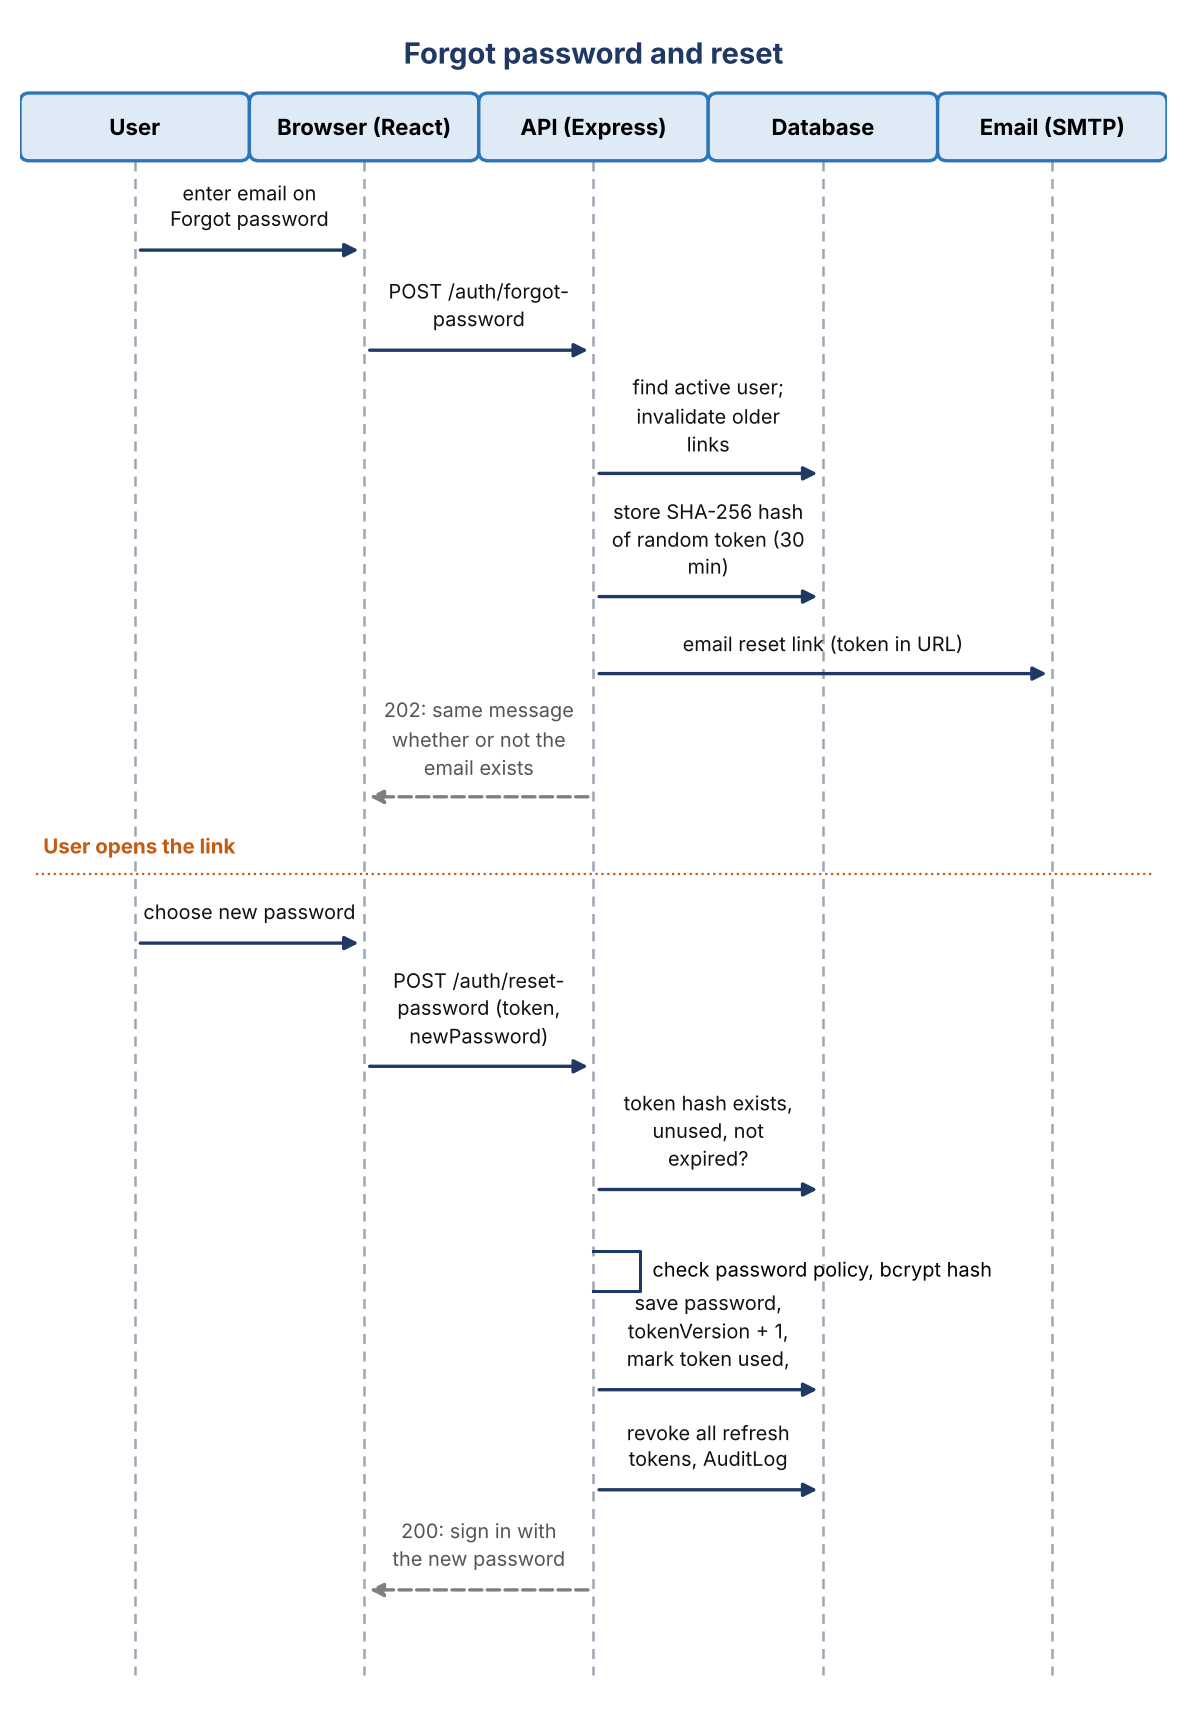 Forgot password and reset
User
Browser (React)
API (Express)
Database
Email (SMTP)
enter email on
Forgot password
POST /auth/forgot-
password
find active user;
invalidate older
links
store SHA-256 hash
of random token (30
min)
email reset link (token in URL)
202: same message
whether or not the
email exists
User opens the link
choose new password
POST /auth/reset-
password (token,
newPassword)
token hash exists,
unused, not
expired?
check password policy, bcrypt hash
save password,
tokenVersion + 1,
mark token used,
revoke all refresh
tokens, AuditLog
200: sign in with
the new password